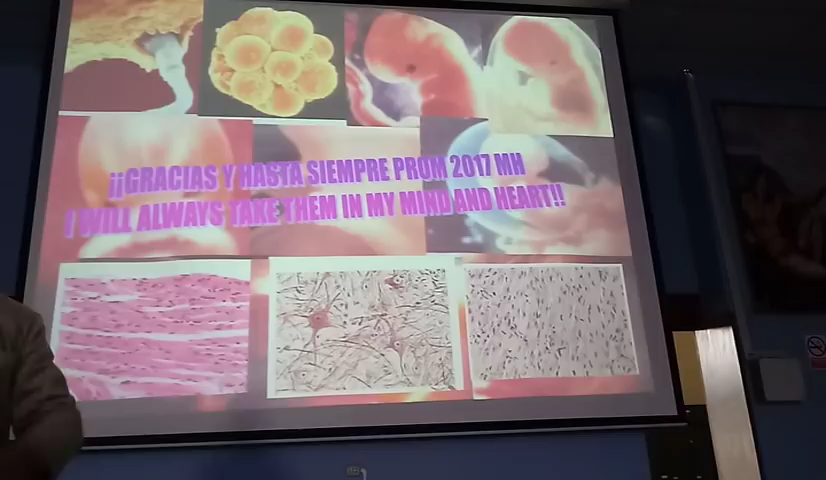 ¡¡GRACIAS Y HASTA SIEMPRE PROM 2017 MH
I WILL ALWAYS TAKE THEM IN MY MIND AND HEART!!